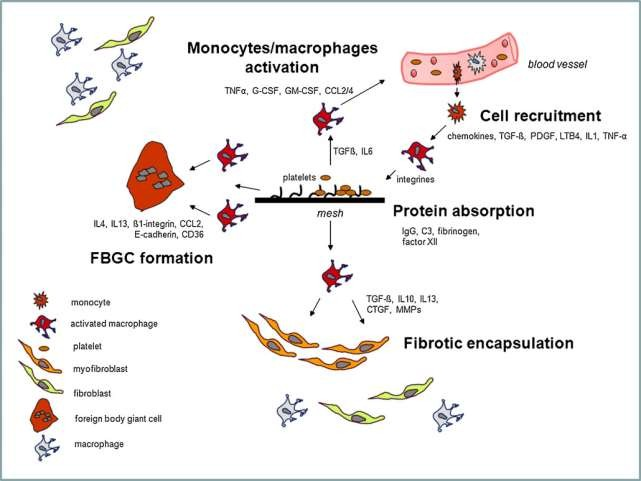 Monocytes/macrophages
activation
TNFα, G-CSF, GM-CSF, CCL2/4
blood vessel
Cell recruitment
chemokines, TGF-ß, PDGF, LTB4, IL1, TNF-α
TGFß, IL6
platelets
integrines
mesh
Protein absorption
IgG, C3, fibrinogen,
factor XII
IL4, IL13, ß1-integrin, CCL2,
E-cadherin, CD36
FBGC formation
TGF-ß, IL10, IL13,
CTGF, MMPs
Fibrotic encapsulation
monocyte
activated macrophage
platelet
myofibroblast
fibroblast
foreign body giant cell
macrophage